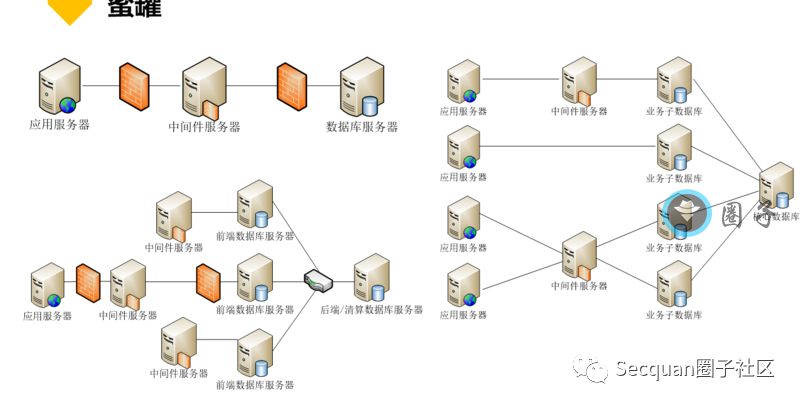 蜜罐
应用服务器
中间件服务器
数据库服务器
中间件服务器
前端数据库服务器
应用服务器
中间件服务器
前端数据库服务器
后端/清算数据库服务器
中间件服务器
前端数据库服务器
应用服务器
中间件服务器
业务子数据库
应用服务器
业务子数据库
核心数据库
圈子
应用服务器
业务子数据库
中间件服务器
应用服务器
业务子数据库
Secquan圈子社区